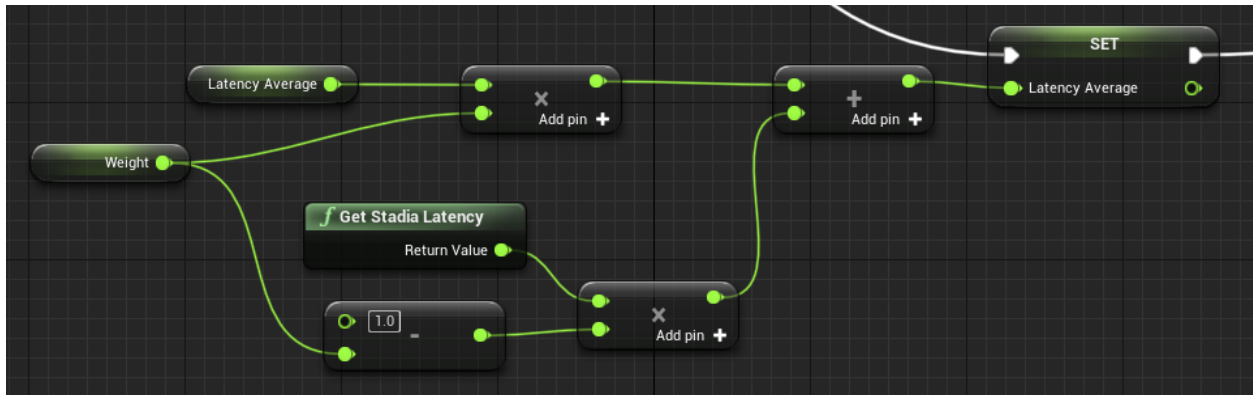 SET
Latency Average
×
Add pin +
+
Add pin +
Latency Average
Weight
f Get Stadia Latency
Return Value
1.0
-
×
Add pin +